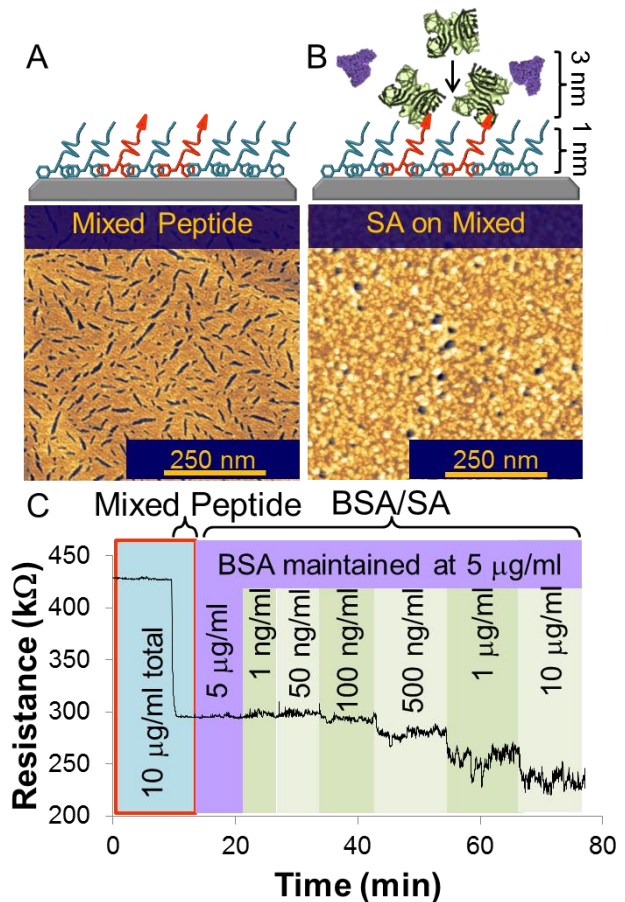 A
B
3 nm
1 nm
Mixed Peptide
SA on Mixed
250 nm
250 nm
C
Mixed Peptide
BSA/SA
BSA maintained at 5 μg/ml
10 μg/ml total
5 μg/ml
1 ng/ml
50 ng/ml
100 ng/ml
500 ng/ml
1 μg/ml
10 μg/ml
Resistance (kΩ)
450
400
350
300
250
200
0
20
40
60
80
Time (min)